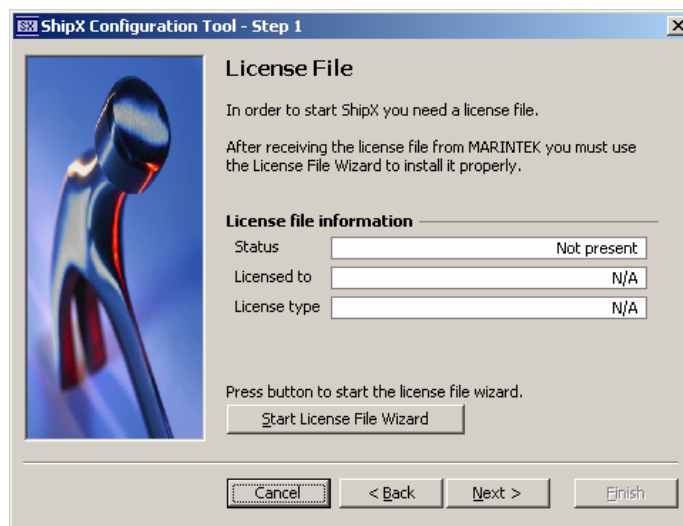 SX ShipX Configuration Tool - Step 1
License File
In order to start ShipX you need a license file.
After receiving the license file from MARINTEK you must use
the License File Wizard to install it properly.
License file information
Status Not present
Licensed to N/A
License type N/A
Press button to start the license file wizard.
Start License File Wizard
Cancel < Back Next > Finish